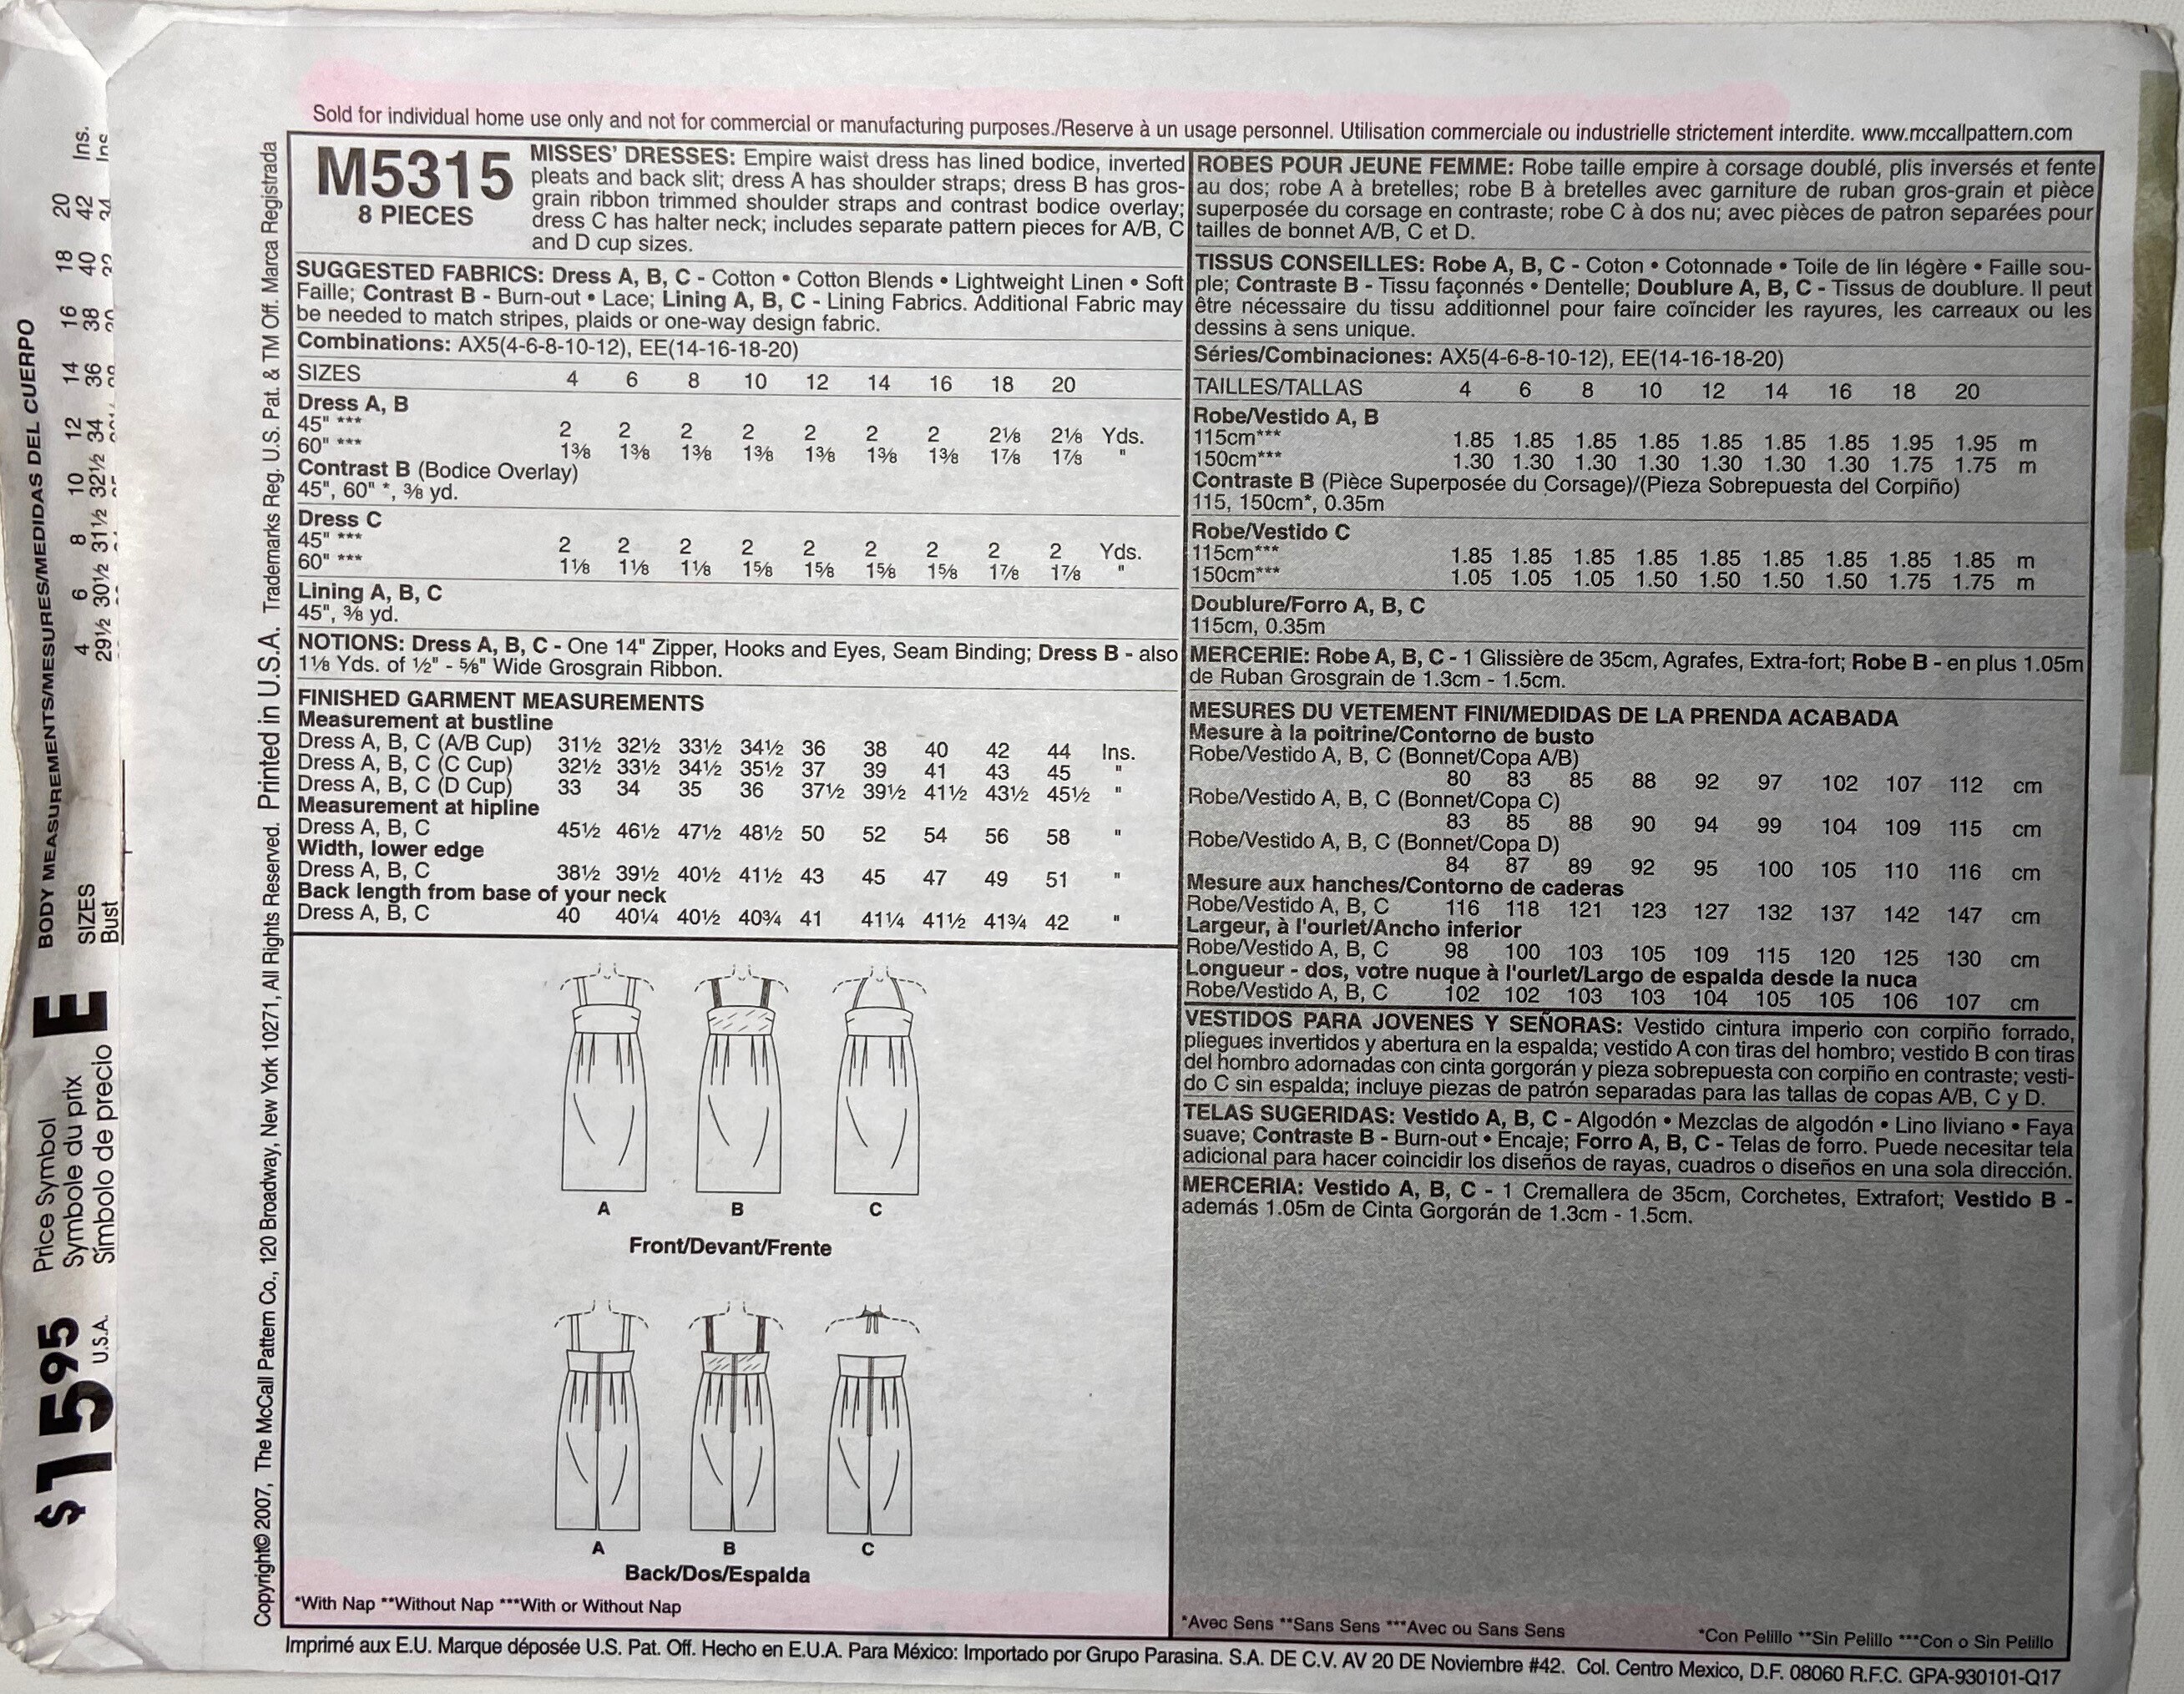 Sold for individual home use only and not for commercial or manufacturing purposes./Reserve à un usage personnel. Utilisation commerciale ou industrielle strictement interdite. www.mccallpattern.com
M5315
8 PIECES
MISSES' DRESSES: Empire waist dress has lined bodice, inverted
pleats and back slit; dress A has shoulder straps; dress B has gros-
grain ribbon trimmed shoulder straps and contrast bodice overlay;
dress C has halter neck; includes separate pattern pieces for A/B, C
and D cup sizes.
SUGGESTED FABRICS: Dress A, B, C - Cotton • Cotton Blends • Lightweight Linen • Soft
Faille; Contrast B - Burn-out • Lace; Lining A, B, C - Lining Fabrics. Additional Fabric may
be needed to match stripes, plaids or one-way design fabric.
Combinations: AX5(4-6-8-10-12), EE(14-16-18-20)
SIZES 4 6 8 10 12 14 16 18 20
Dress A, B
45" *** 2 2 2 2 2 2 2 2⅛ 2⅛ Yds.
60" *** 1⅜ 1⅜ 1⅜ 1⅜ 1⅜ 1⅜ 1⅜ 1⅞ 1⅞ "
Contrast B (Bodice Overlay)
45", 60" *, ⅜ yd.
Dress C
45" *** 2 2 2 2 2 2 2 2 2 Yds.
60" *** 1⅛ 1⅛ 1⅛ 1⅝ 1⅝ 1⅝ 1⅝ 1⅞ 1⅞ "
Lining A, B, C
45", ⅜ yd.
NOTIONS: Dress A, B, C - One 14" Zipper, Hooks and Eyes, Seam Binding; Dress B - also
1⅛ Yds. of ½" - ⅝" Wide Grosgrain Ribbon.
FINISHED GARMENT MEASUREMENTS
Measurement at bustline
Dress A, B, C (A/B Cup) 31½ 32½ 33½ 34½ 36 38 40 42 44 Ins.
Dress A, B, C (C Cup) 32½ 33½ 34½ 35½ 37 39 41 43 45 "
Dress A, B, C (D Cup) 33 34 35 36 37½ 39½ 41½ 43½ 45½ "
Measurement at hipline
Dress A, B, C 45½ 46½ 47½ 48½ 50 52 54 56 58 "
Width, lower edge
Dress A, B, C 38½ 39½ 40½ 41½ 43 45 47 49 51 "
Back length from base of your neck
Dress A, B, C 40 40¼ 40½ 40¾ 41 41¼ 41½ 41¾ 42 "
A B C
Front/Devant/Frente
A B C
Back/Dos/Espalda
*With Nap **Without Nap ***With or Without Nap
ROBES POUR JEUNE FEMME: Robe taille empire à corsage doublé, plis inversés et fente
au dos; robe A à bretelles; robe B à bretelles avec garniture de ruban gros-grain et pièce
superposée du corsage en contraste; robe C à dos nu; avec pièces de patron separées pour
tailles de bonnet A/B, C et D.
TISSUS CONSEILLES: Robe A, B, C - Coton • Cotonnade • Toile de lin légère • Faille sou-
ple; Contraste B - Tissu façonnés • Dentelle; Doublure A, B, C - Tissus de doublure. Il peut
être nécessaire du tissu additionnel pour faire coïncider les rayures, les carreaux ou les
dessins à sens unique.
Séries/Combinaciones: AX5(4-6-8-10-12), EE(14-16-18-20)
TAILLES/TALLAS 4 6 8 10 12 14 16 18 20
Robe/Vestido A, B
115cm*** 1.85 1.85 1.85 1.85 1.85 1.85 1.85 1.95 1.95 m
150cm*** 1.30 1.30 1.30 1.30 1.30 1.30 1.30 1.75 1.75 m
Contraste B (Pièce Superposée du Corsage)/(Pieza Sobrepuesta del Corpiño)
115, 150cm*, 0.35m
Robe/Vestido C
115cm*** 1.85 1.85 1.85 1.85 1.85 1.85 1.85 1.85 1.85 m
150cm*** 1.05 1.05 1.05 1.50 1.50 1.50 1.50 1.75 1.75 m
Doublure/Forro A, B, C
115cm, 0.35m
MERCERIE: Robe A, B, C - 1 Glissière de 35cm, Agrafes, Extra-fort; Robe B - en plus 1.05m
de Ruban Grosgrain de 1.3cm - 1.5cm.
MESURES DU VETEMENT FINI/MEDIDAS DE LA PRENDA ACABADA
Mesure à la poitrine/Contorno de busto
Robe/Vestido A, B, C (Bonnet/Copa A/B)
80 83 85 88 92 97 102 107 112 cm
Robe/Vestido A, B, C (Bonnet/Copa C)
83 85 88 90 94 99 104 109 115 cm
Robe/Vestido A, B, C (Bonnet/Copa D)
84 87 89 92 95 100 105 110 116 cm
Mesure aux hanches/Contorno de caderas
Robe/Vestido A, B, C 116 118 121 123 127 132 137 142 147 cm
Largeur, à l'ourlet/Ancho inferior
Robe/Vestido A, B, C 98 100 103 105 109 115 120 125 130 cm
Longueur - dos, votre nuque à l'ourlet/Largo de espalda desde la nuca
Robe/Vestido A, B, C 102 102 103 103 104 105 105 106 107 cm
VESTIDOS PARA JOVENES Y SEÑORAS: Vestido cintura imperio con corpiño forrado,
pliegues invertidos y abertura en la espalda; vestido A con tiras del hombro; vestido B con tiras
del hombro adornadas con cinta gorgorán y pieza sobrepuesta con corpiño en contraste; vesti-
do C sin espalda; incluye piezas de patrón separadas para las tallas de copas A/B, C y D.
TELAS SUGERIDAS: Vestido A, B, C - Algodón • Mezclas de algodón • Lino liviano • Faya
suave; Contraste B - Burn-out • Encaje; Forro A, B, C - Telas de forro. Puede necesitar tela
adicional para hacer coincidir los diseños de rayas, cuadros o diseños en una sola dirección.
MERCERIA: Vestido A, B, C - 1 Cremallera de 35cm, Corchetes, Extrafort; Vestido B -
además 1.05m de Cinta Gorgorán de 1.3cm - 1.5cm.
*Avec Sens **Sans Sens ***Avec ou Sans Sens
*Con Pelillo **Sin Pelillo ***Con o Sin Pelillo
Imprimé aux E.U. Marque déposée U.S. Pat. Off. Hecho en E.U.A. Para México: Importado por Grupo Parasina. S.A. DE C.V. AV 20 DE Noviembre #42. Col. Centro Mexico, D.F. 08060 R.F.C. GPA-930101-Q17
Copyright© 2007, The McCall Pattern Co., 120 Broadway, New York 10271, All Rights Reserved. Printed in U.S.A. Trademarks Reg. U.S. Pat. & TM Off. Marca Registrada
$15.95 U.S.A.
Price Symbol
Symbole du prix
Símbolo de precio
E
BODY MEASUREMENTS/MESURES/MEDIDAS DEL CUERPO
SIZES 4 6 8 10 12 14 16 18 20
Bust 29½ 30½ 31½ 32½ 34 36 38 40 42 Ins.